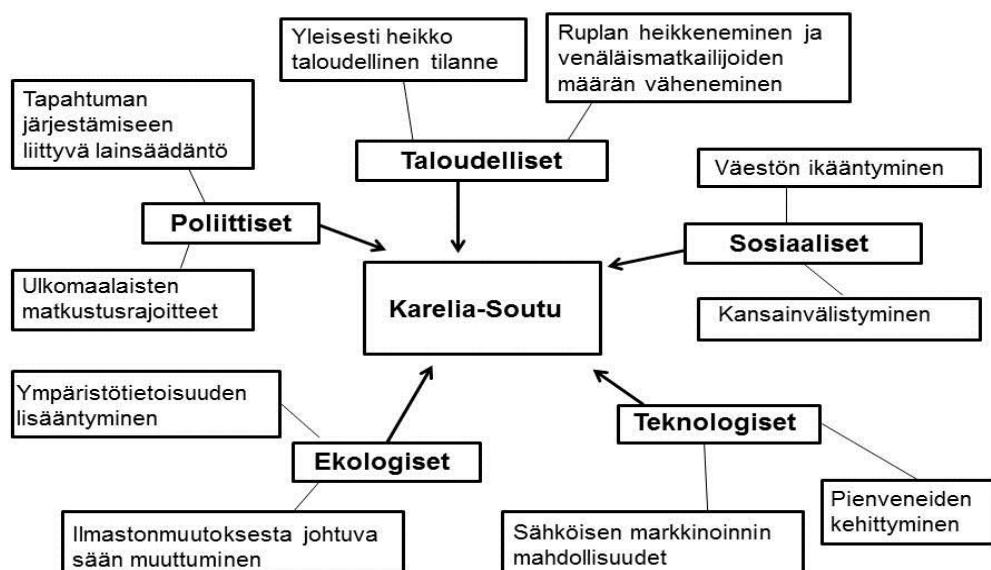 Yleisesti heikko
taloudellinen tilanne
Ruplan heikkeneminen ja
venäläismatkailijoiden
määrän väheneminen
Tapahtuman
järjestämiseen
liittyvä lainsäädäntö
Taloudelliset
Väestön ikääntyminen
Poliittiset
Sosiaaliset
Ulkomaalaisten
matkustusrajoitteet
Karelia-Soutu
Kansainvälistyminen
Ympäristötietoisuuden
lisääntyminen
Teknologiset
Ekologiset
Pienveneiden
kehittyminen
Ilmastonmuutoksesta johtuva
sään muuttuminen
Sähköisen markkinoinnin
mahdollisuudet